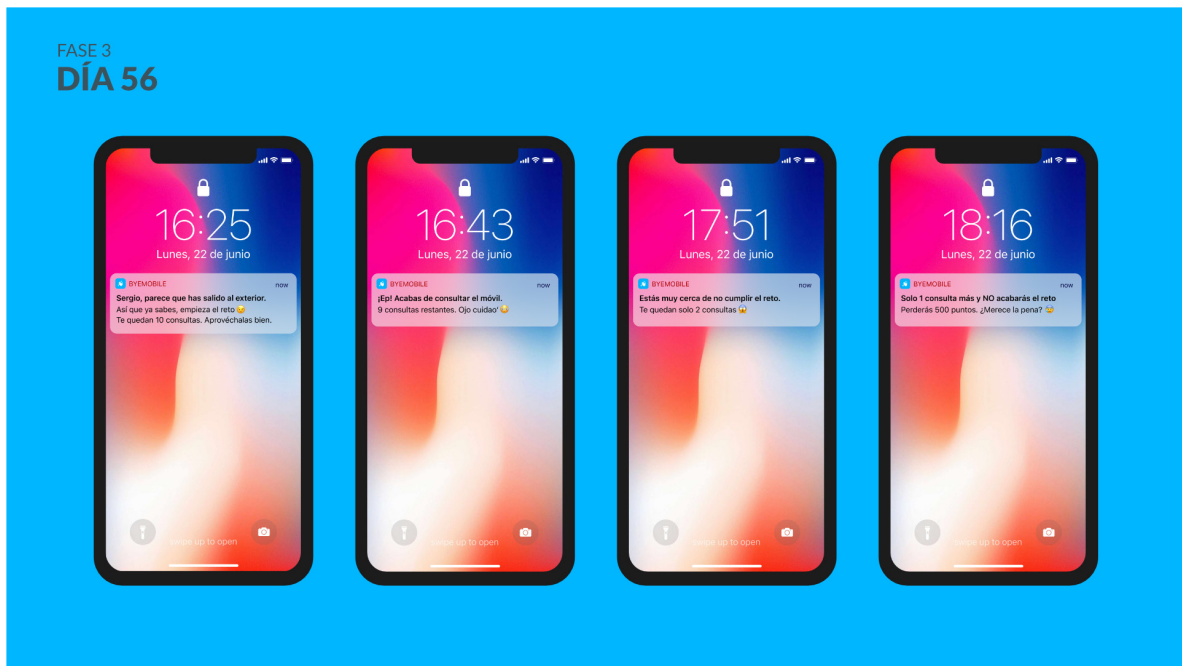 FASE 3
DÍA 56
16:25
Lunes, 22 de junio
BYEMOBILE now
Sergio, parece que has salido al exterior.
Así que ya sabes, empieza el reto 😉
Te quedan 10 consultas. Aprovéchalas bien.
swipe up to open
16:43
Lunes, 22 de junio
BYEMOBILE now
¡Ep! Acabas de consultar el móvil.
9 consultas restantes. Ojo cuidao' 😳
swipe up to open
17:51
Lunes, 22 de junio
BYEMOBILE now
Estás muy cerca de no cumplir el reto.
Te quedan solo 2 consultas 😱
swipe up to open
18:16
Lunes, 22 de junio
BYEMOBILE now
Solo 1 consulta más y NO acabarás el reto
Perderás 500 puntos. ¿Merece la pena? 😨
swipe up to open